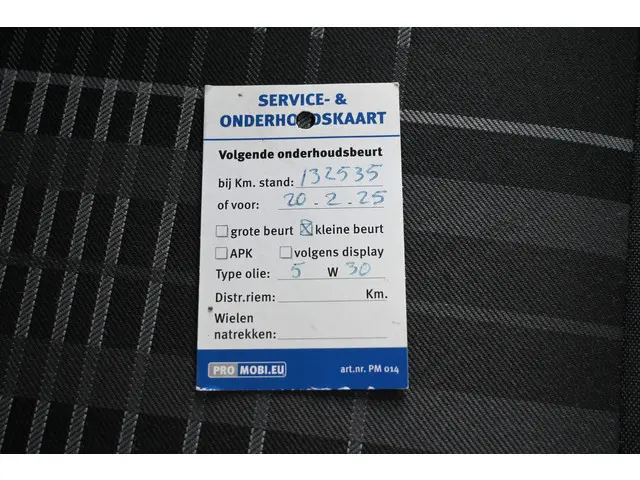 SERVICE- &
ONDERHOUDSKAART
Volgende onderhoudsbeurt
bij Km. stand: 132535
of voor: 20.2.25
grote beurt kleine beurt
APK volgens display
Type olie: 5 W 30
Distr.riem: Km.
Wielen
natrekken:
PRO MOBI.EU art.nr. PM 014